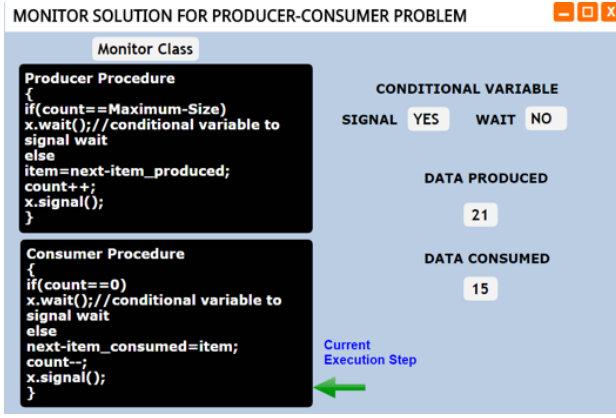 MONITOR SOLUTION FOR PRODUCER-CONSUMER PROBLEM
Monitor Class
Producer Procedure
{
if(count==Maximum-Size)
x.wait();//conditional variable to
signal wait
else
item=next-item_produced;
count++;
x.signal();
}
Consumer Procedure
{
if(count==0)
x.wait();//conditional variable to
signal wait
else
next-item_consumed=item;
count--;
x.signal();
}
CONDITIONAL VARIABLE
SIGNAL YES WAIT NO
DATA PRODUCED
21
DATA CONSUMED
15
Current
Execution Step